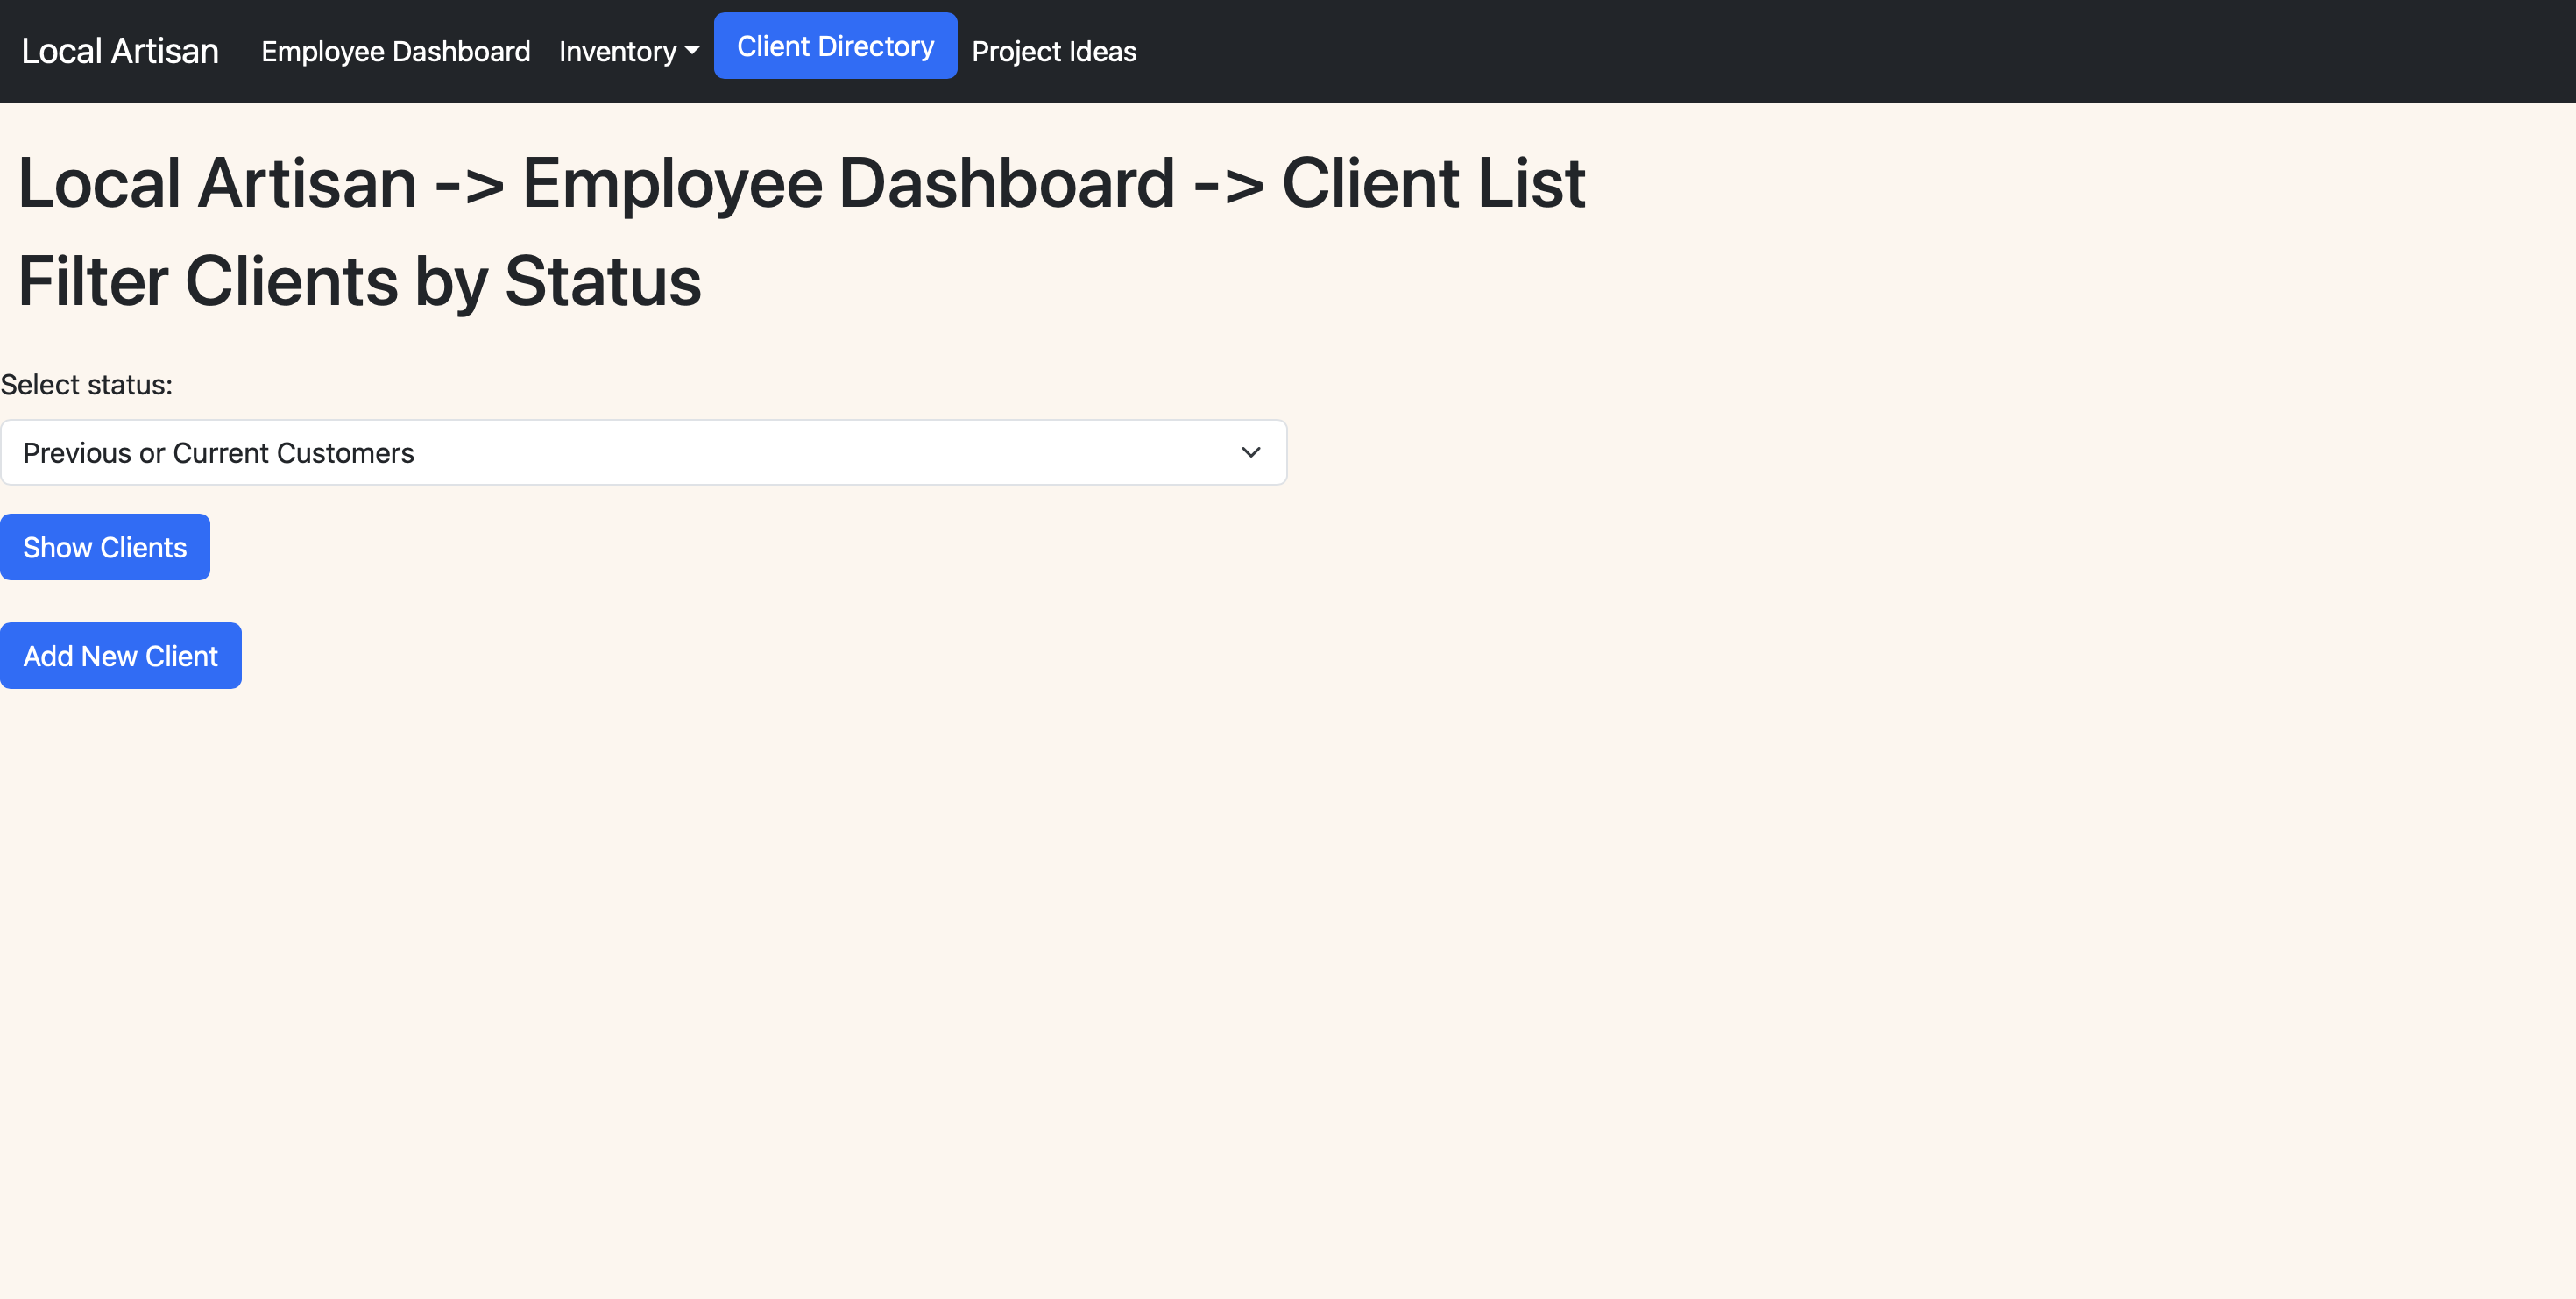 Local Artisan Employee Dashboard Inventory Client Directory Project Ideas
Local Artisan -> Employee Dashboard -> Client List
Filter Clients by Status
Select status:
Previous or Current Customers
Show Clients
Add New Client